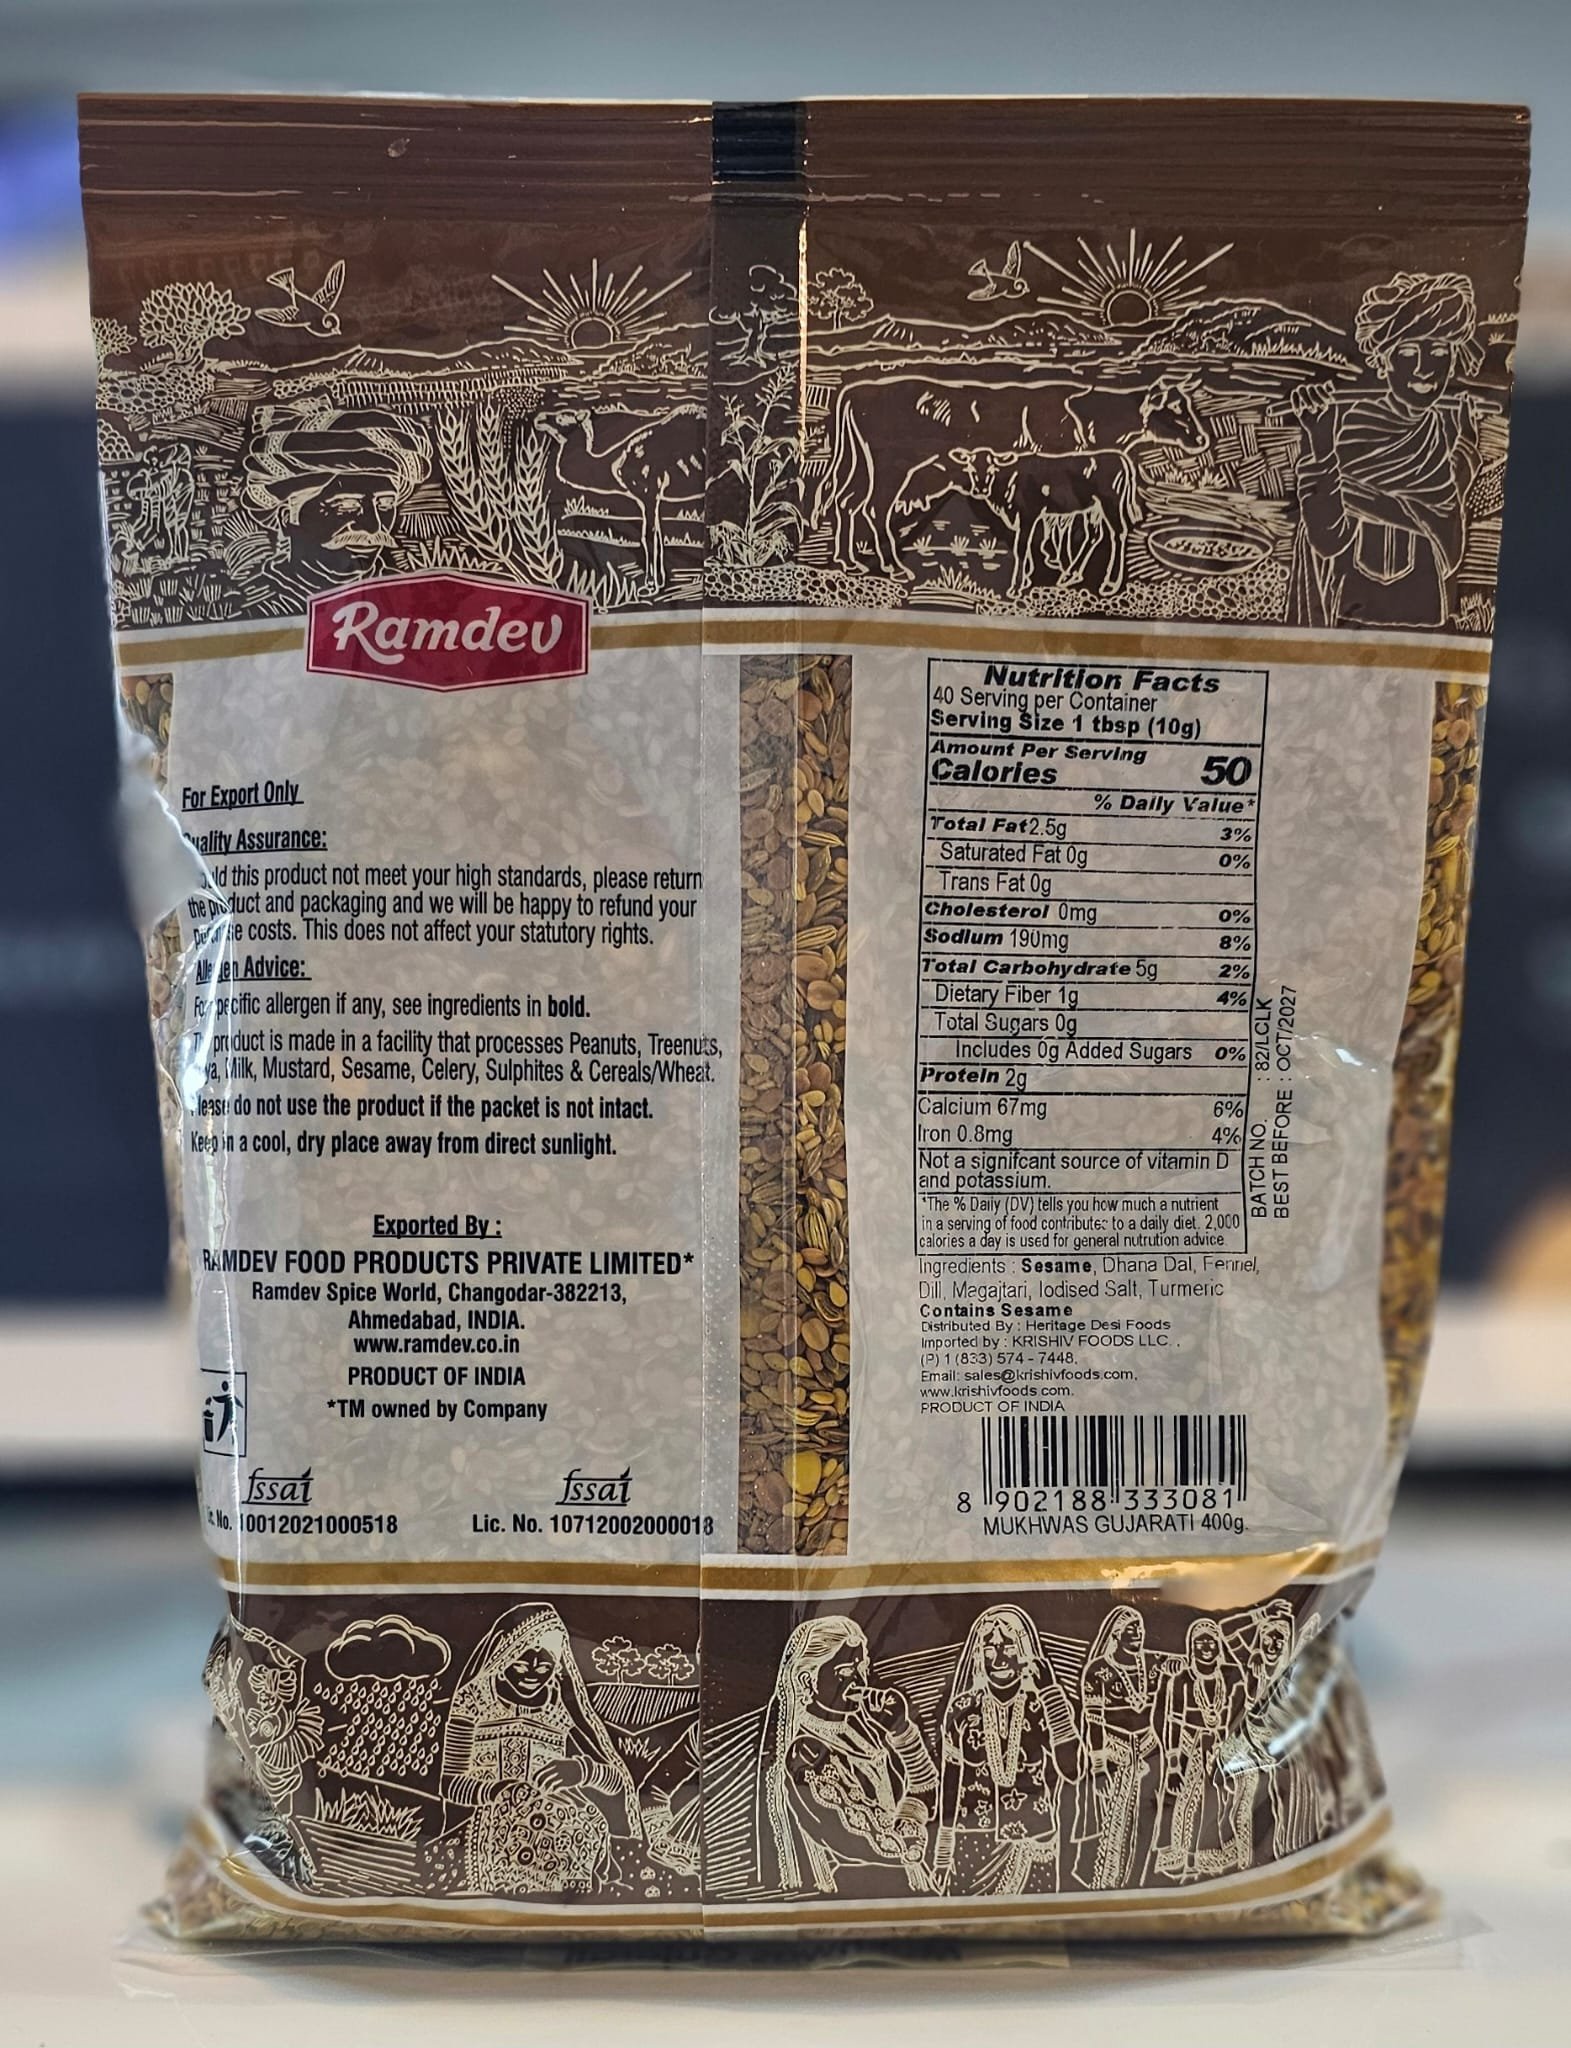 Ramdev
For Export Only
Quality Assurance:
this product not meet your high standards, please return
the product and packaging and we will be happy to refund your
costs. This does not affect your statutory rights.
Allergen Advice:
For specific allergen if any, see ingredients in bold.
product is made in a facility that processes Peanuts, Treenuts,
Milk, Mustard, Sesame, Celery, Sulphites & Cereals/Wheat.
Please do not use the product if the packet is not intact.
Keep in a cool, dry place away from direct sunlight.
Exported By :
RAMDEV FOOD PRODUCTS PRIVATE LIMITED*
Ramdev Spice World, Changodar-382213,
Ahmedabad, INDIA.
www.ramdev.co.in
PRODUCT OF INDIA
*TM owned by Company
fssai
Lic. No. 10012021000518
fssai
Lic. No. 10712002000018
Nutrition Facts
40 Serving per Container
Serving Size 1 tbsp (10g)
Amount Per Serving
Calories 50
% Daily Value*
Total Fat 2.5g 3%
Saturated Fat 0g 0%
Trans Fat 0g
Cholesterol 0mg 0%
Sodium 190mg 8%
Total Carbohydrate 5g 2%
Dietary Fiber 1g 4%
Total Sugars 0g
Includes 0g Added Sugars 0%
Protein 2g
Calcium 67mg 6%
Iron 0.8mg 4%
Not a signifcant source of vitamin D
and potassium.
*The % Daily (DV) tells you how much a nutrient
in a serving of food contributes to a daily diet. 2,000
calories a day is used for general nutrution advice.
BATCH NO. : 82/LCLK
BEST BEFORE : OCT/2027
Ingredients : Sesame, Dhana Dal, Fennel,
Dill, Magajtari, Iodised Salt, Turmeric
Contains Sesame
Distributed By : Heritage Desi Foods
Imported by : KRISHIV FOODS LLC. ,
(P) 1 (833) 574 - 7448,
Email: sales@krishivfoods.com,
www.krishivfoods.com.
PRODUCT OF INDIA
8 902188 333081
MUKHWAS GUJARATI 400g.